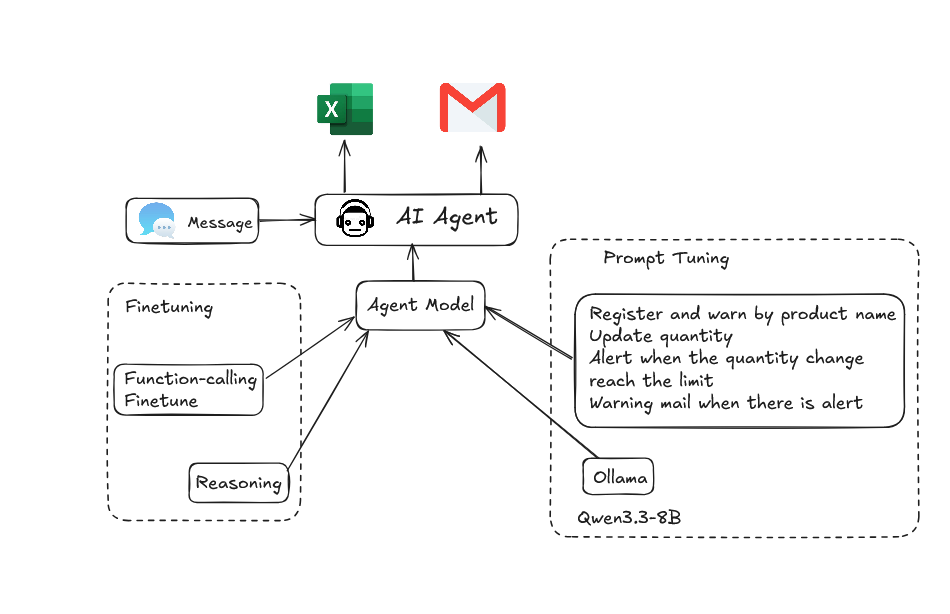 X
Message
AI Agent
Prompt Tuning
Finetuning
Agent Model
Register and warn by product name
Update quantity
Alert when the quantity change
reach the limit
Warning mail when there is alert
Function-calling
Finetune
Reasoning
Ollama
Qwen3.3-8B